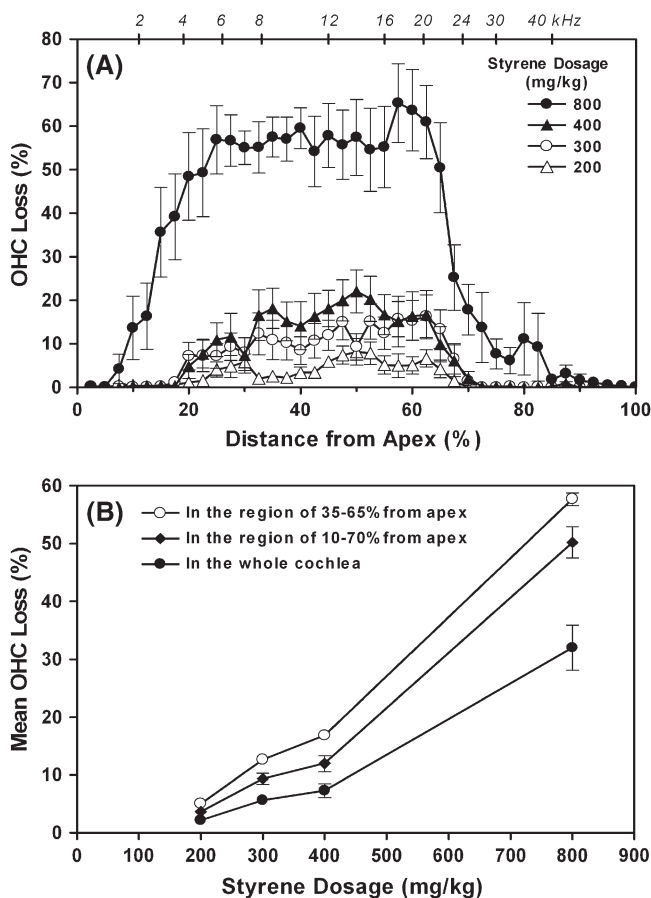 2 4 6 8 12 16 20 24 30 40 kHz
80
70
60
50
40
30
20
10
0
OHC Loss (%)
(A)
Styrene Dosage
(mg/kg)
800
400
300
200
0 20 40 60 80 100
Distance from Apex (%)
60
50
40
30
20
10
0
Mean OHC Loss (%)
(B)
In the region of 35-65% from apex
In the region of 10-70% from apex
In the whole cochlea
0 100 200 300 400 500 600 700 800 900
Styrene Dosage (mg/kg)